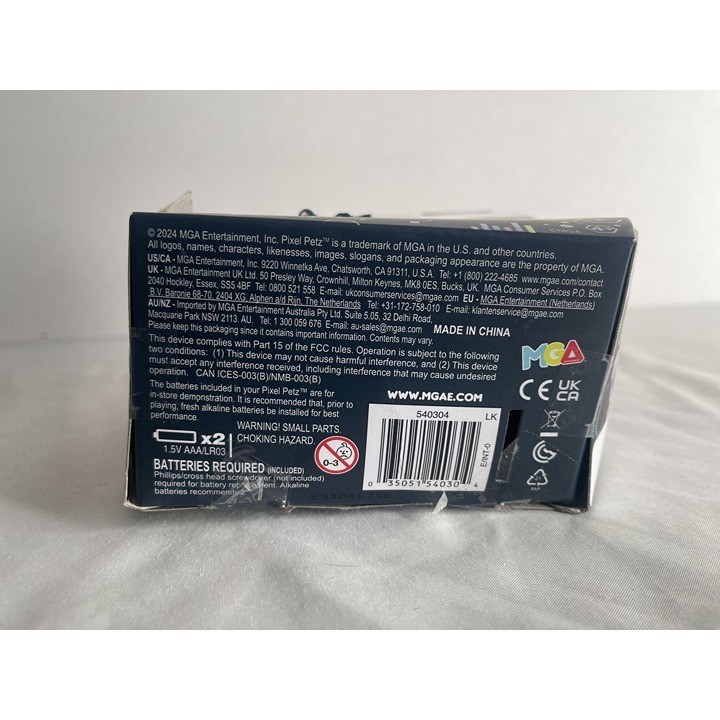 © 2024 MGA Entertainment, Inc. Pixel Petz™ is a trademark of MGA in the U.S. and other countries.
All logos, names, characters, likenesses, images, slogans, and packaging appearance are the property of MGA.
US/CA - MGA Entertainment, Inc. 9220 Winnetka Ave, Chatsworth, CA 91311, U.S.A. Tel: +1 (800) 222-4685 www.mgae.com/contact
UK - MGA Entertainment UK Ltd. 50 Presley Way, Crownhill, Milton Keynes, MK8 0ES, Bucks, UK. MGA Consumer Services P.O. Box
2040 Hockley, Essex, SS5 4BF Tel: 0800 521 558 E-mail: ukconsumerservices@mgae.com EU - MGA Entertainment (Netherlands)
B.V. Baronie 68-70, 2404 XG, Alphen a/d Rijn, The Netherlands Tel: +31-172-758-010 E-mail: klantenservice@mgae.com
AU/NZ - Imported by MGA Entertainment Australia Pty Ltd. Suite 5.05, 32 Delhi Road,
Macquarie Park NSW 2113. AU. Tel: 1 300 059 676 E-mail: au-sales@mgae.com
Please keep this packaging since it contains important information. Contents may vary.
MADE IN CHINA
This device complies with Part 15 of the FCC rules. Operation is subject to the following
two conditions: (1) This device may not cause harmful interference, and (2) This device
must accept any interference received, including interference that may cause undesired
operation. CAN ICES-003(B)/NMB-003(B)
MGA
The batteries included in your Pixel Petz™ are for
in-store demonstration. It is recommended that, prior to
playing, fresh alkaline batteries be installed for best
performance.
WWW.MGAE.COM
CE UK
CA
x2
1.5V AAA/LR03
WARNING! SMALL PARTS.
CHOKING HAZARD.
0-3
540304
LK
E/INT-0
0 35051 54030 4
BATTERIES REQUIRED (INCLUDED)
Phillips/cross head screwdriver (not included)
required for battery replacement. Alkaline
batteries recommended.
21
PAP